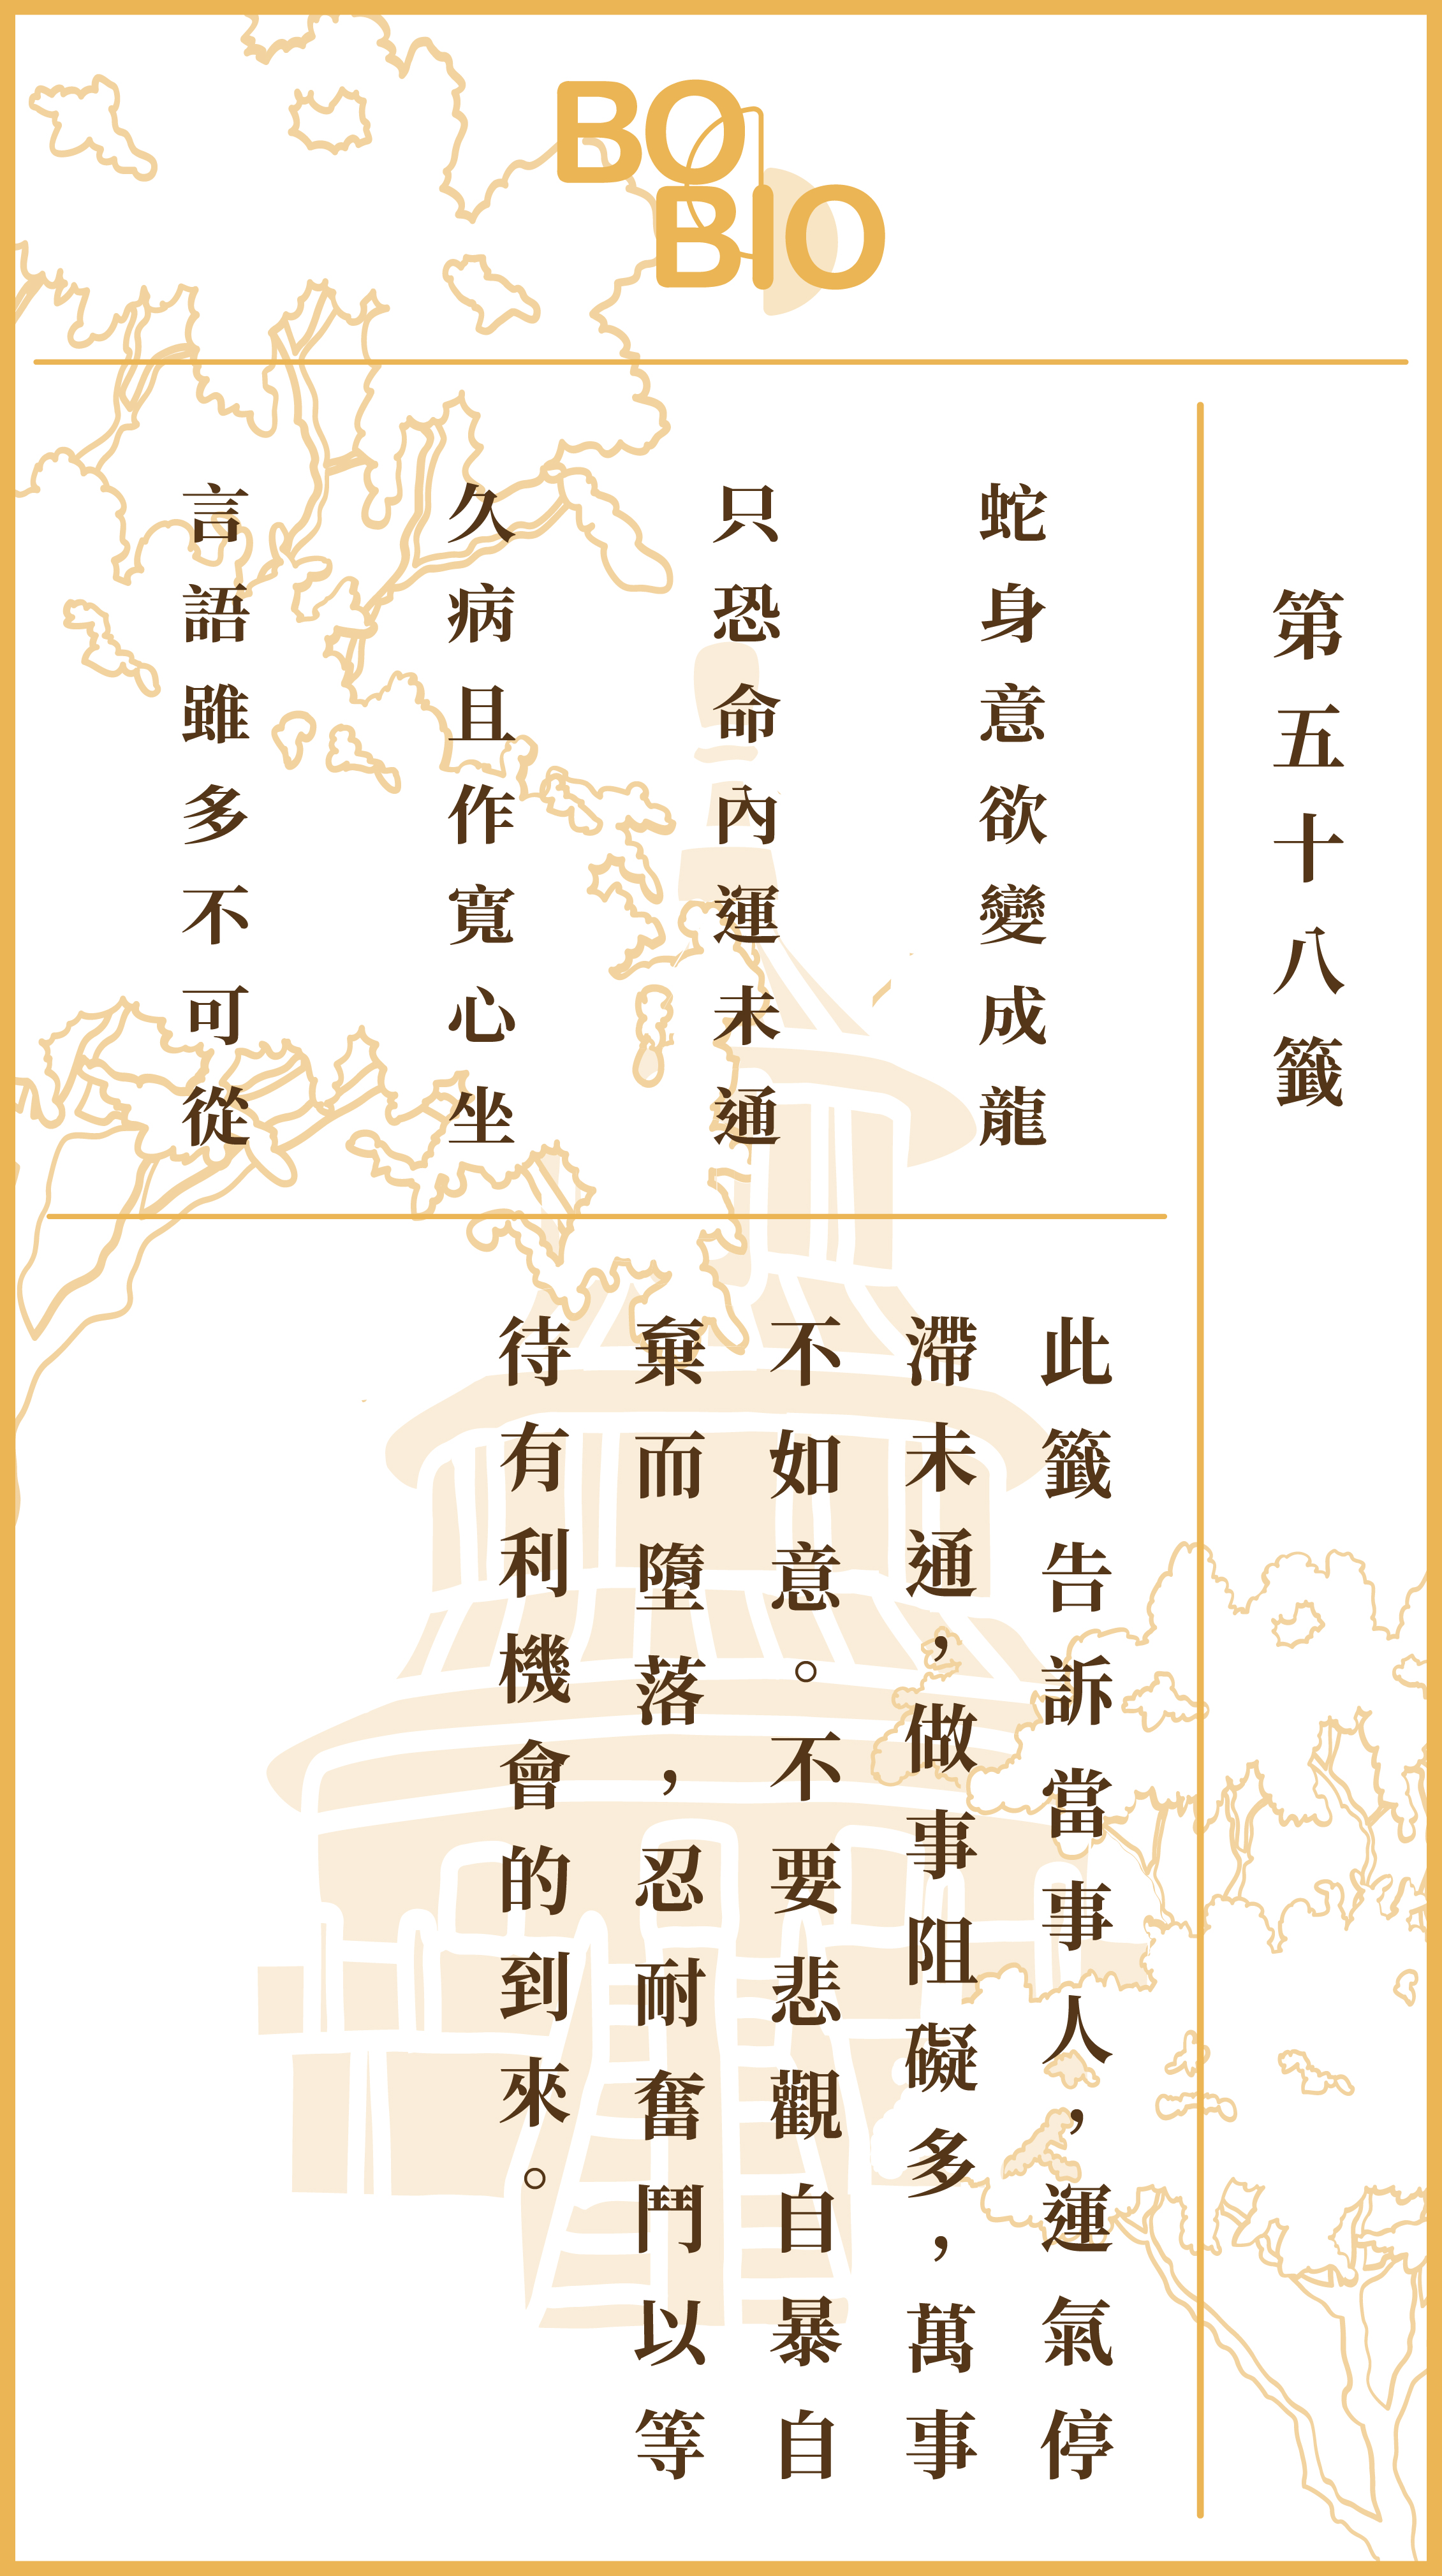 BO
BIO
第五十八籤
蛇身意欲變成龍
只恐命內運未通
久病且作寬心坐
言語雖多不可從
此籤告訴當事人，運氣停
滯未通，做事阻礙多，萬事
不如意。不要悲觀自暴自
棄而墮落，忍耐奮鬥以等
待有利機會的到來。